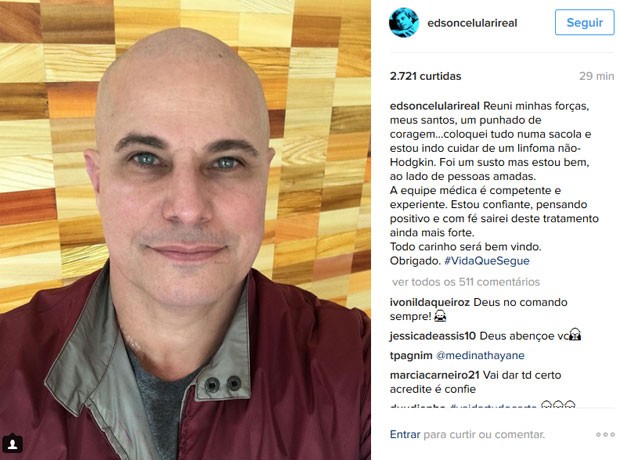 edsoncelularireal
Seguir
2.721 curtidas
29 min
edsoncelularireal Reuni minhas forças,
meus santos, um punhado de
coragem...coloquei tudo numa sacola e
estou indo cuidar de um linfoma não-
Hodgkin. Foi um susto mas estou bem,
ao lado de pessoas amadas.
A equipe médica é competente e
experiente. Estou confiante, pensando
positivo e com fé sairei deste tratamento
ainda mais forte.
Todo carinho será bem vindo.
Obrigado. #VidaQueSegue
ver todos os 511 comentários
ivonildaqueiroz Deus no comando
sempre!
jessicadeassis10 Deus abençoe vc
tpagnim @medinathayane
marciacarneiro21 Vai dar td certo
acredite é confie
Entrar para curtir ou comentar.